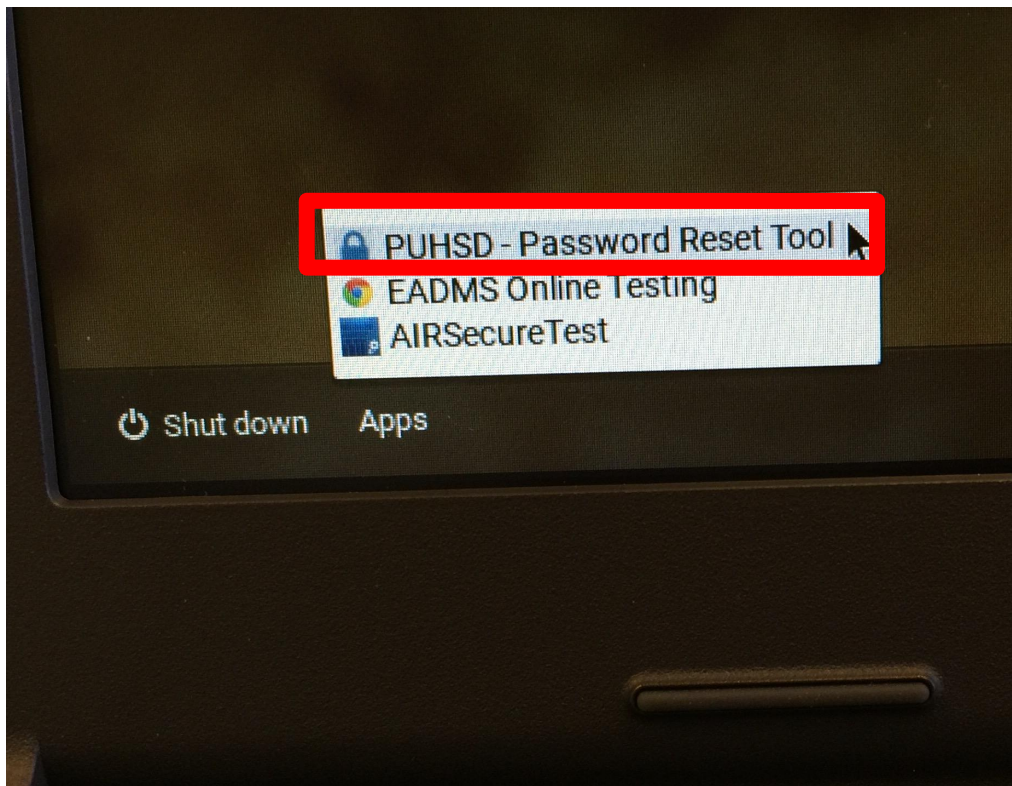 PUHSD - Password Reset Tool
EADMS Online Testing
AIRSecureTest
Shut down Apps